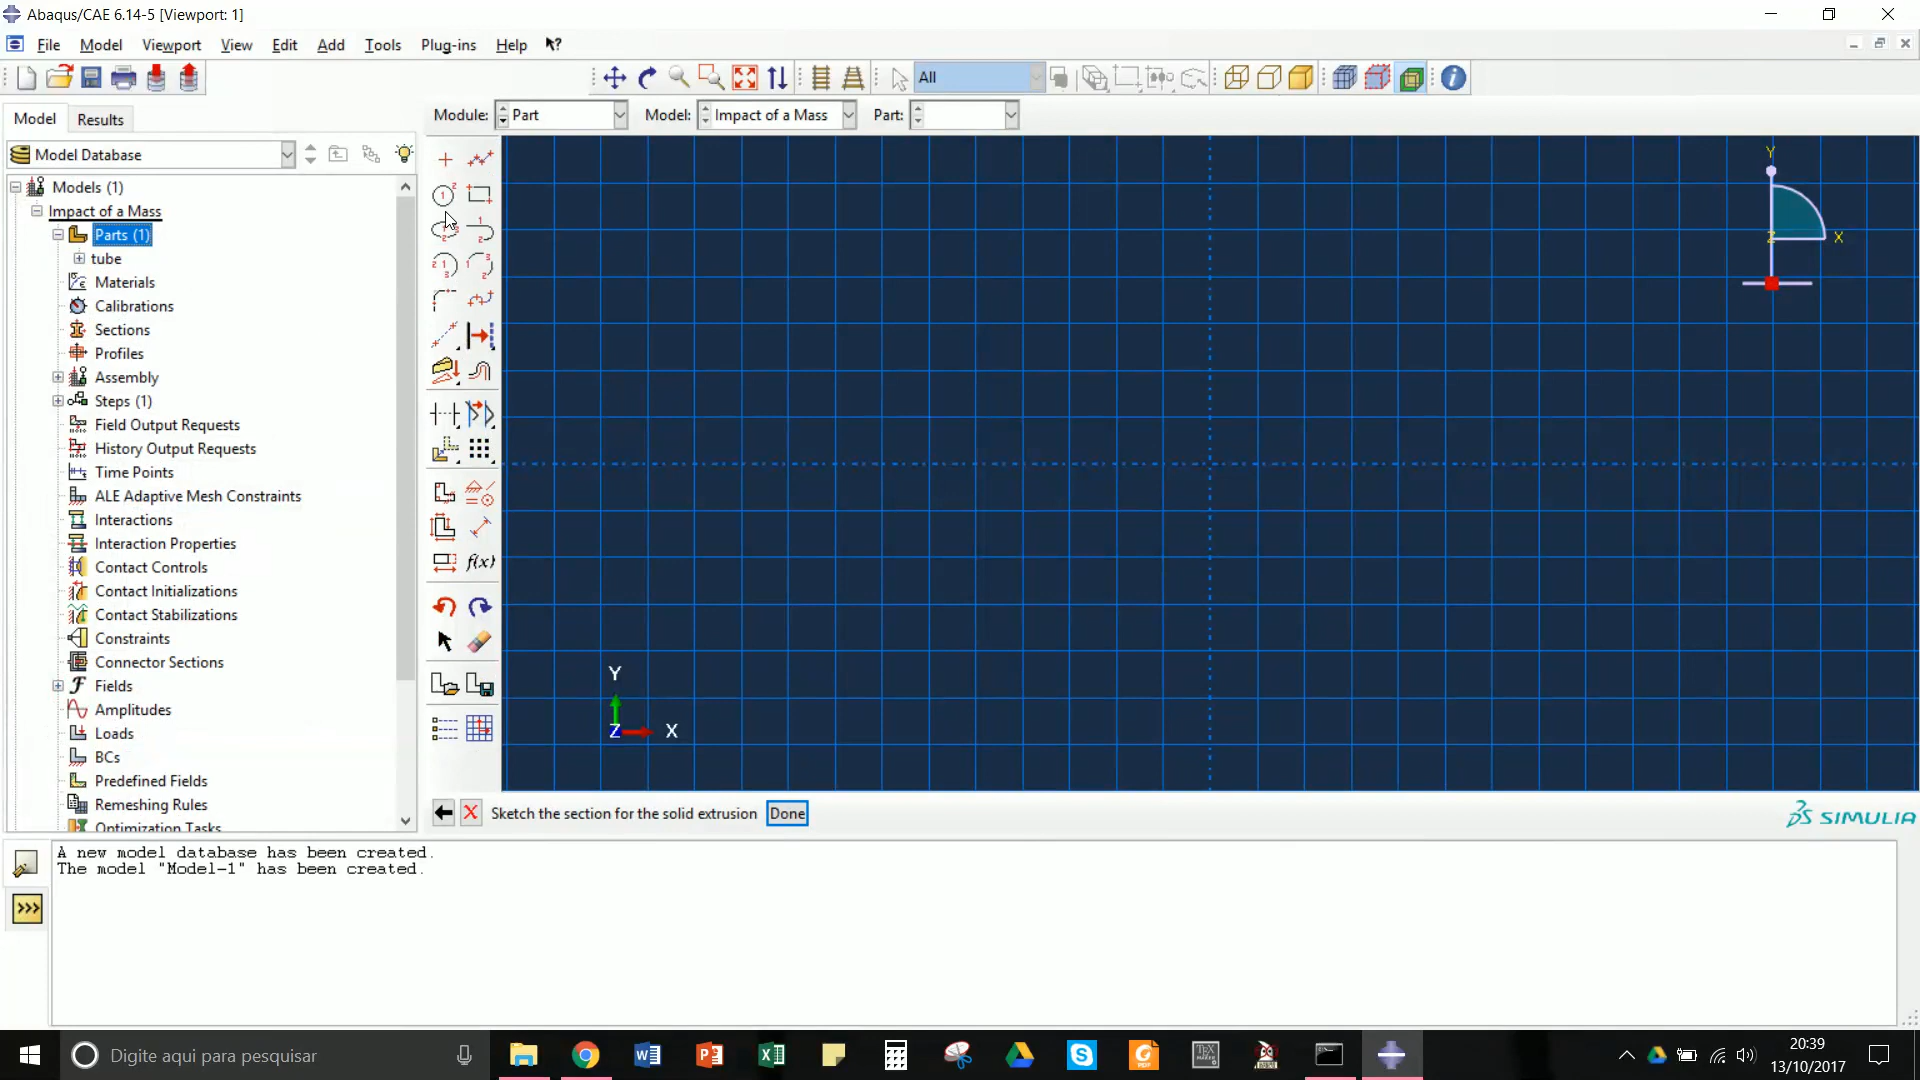 Abaqus/CAE 6.14-5 [Viewport: 1]
File Model Viewport View Edit Add Tools Plug-ins Help
All
Model Results
Module: Part Model: Impact of a Mass Part:
Model Database
Models (1)
Impact of a Mass
Parts (1)
tube
Materials
Calibrations
Sections
Profiles
Assembly
Steps (1)
Field Output Requests
History Output Requests
Time Points
ALE Adaptive Mesh Constraints
Interactions
Interaction Properties
Contact Controls
Contact Initializations
Contact Stabilizations
Constraints
Connector Sections
Fields
Amplitudes
Loads
BCs
Predefined Fields
Remeshing Rules
Optimization Tasks
f(x)
Y
Z X
Y
Z X
Sketch the section for the solid extrusion Done
SIMULIA
A new model database has been created.
The model "Model-1" has been created.
>>>
Digite aqui para pesquisar
20:39
13/10/2017